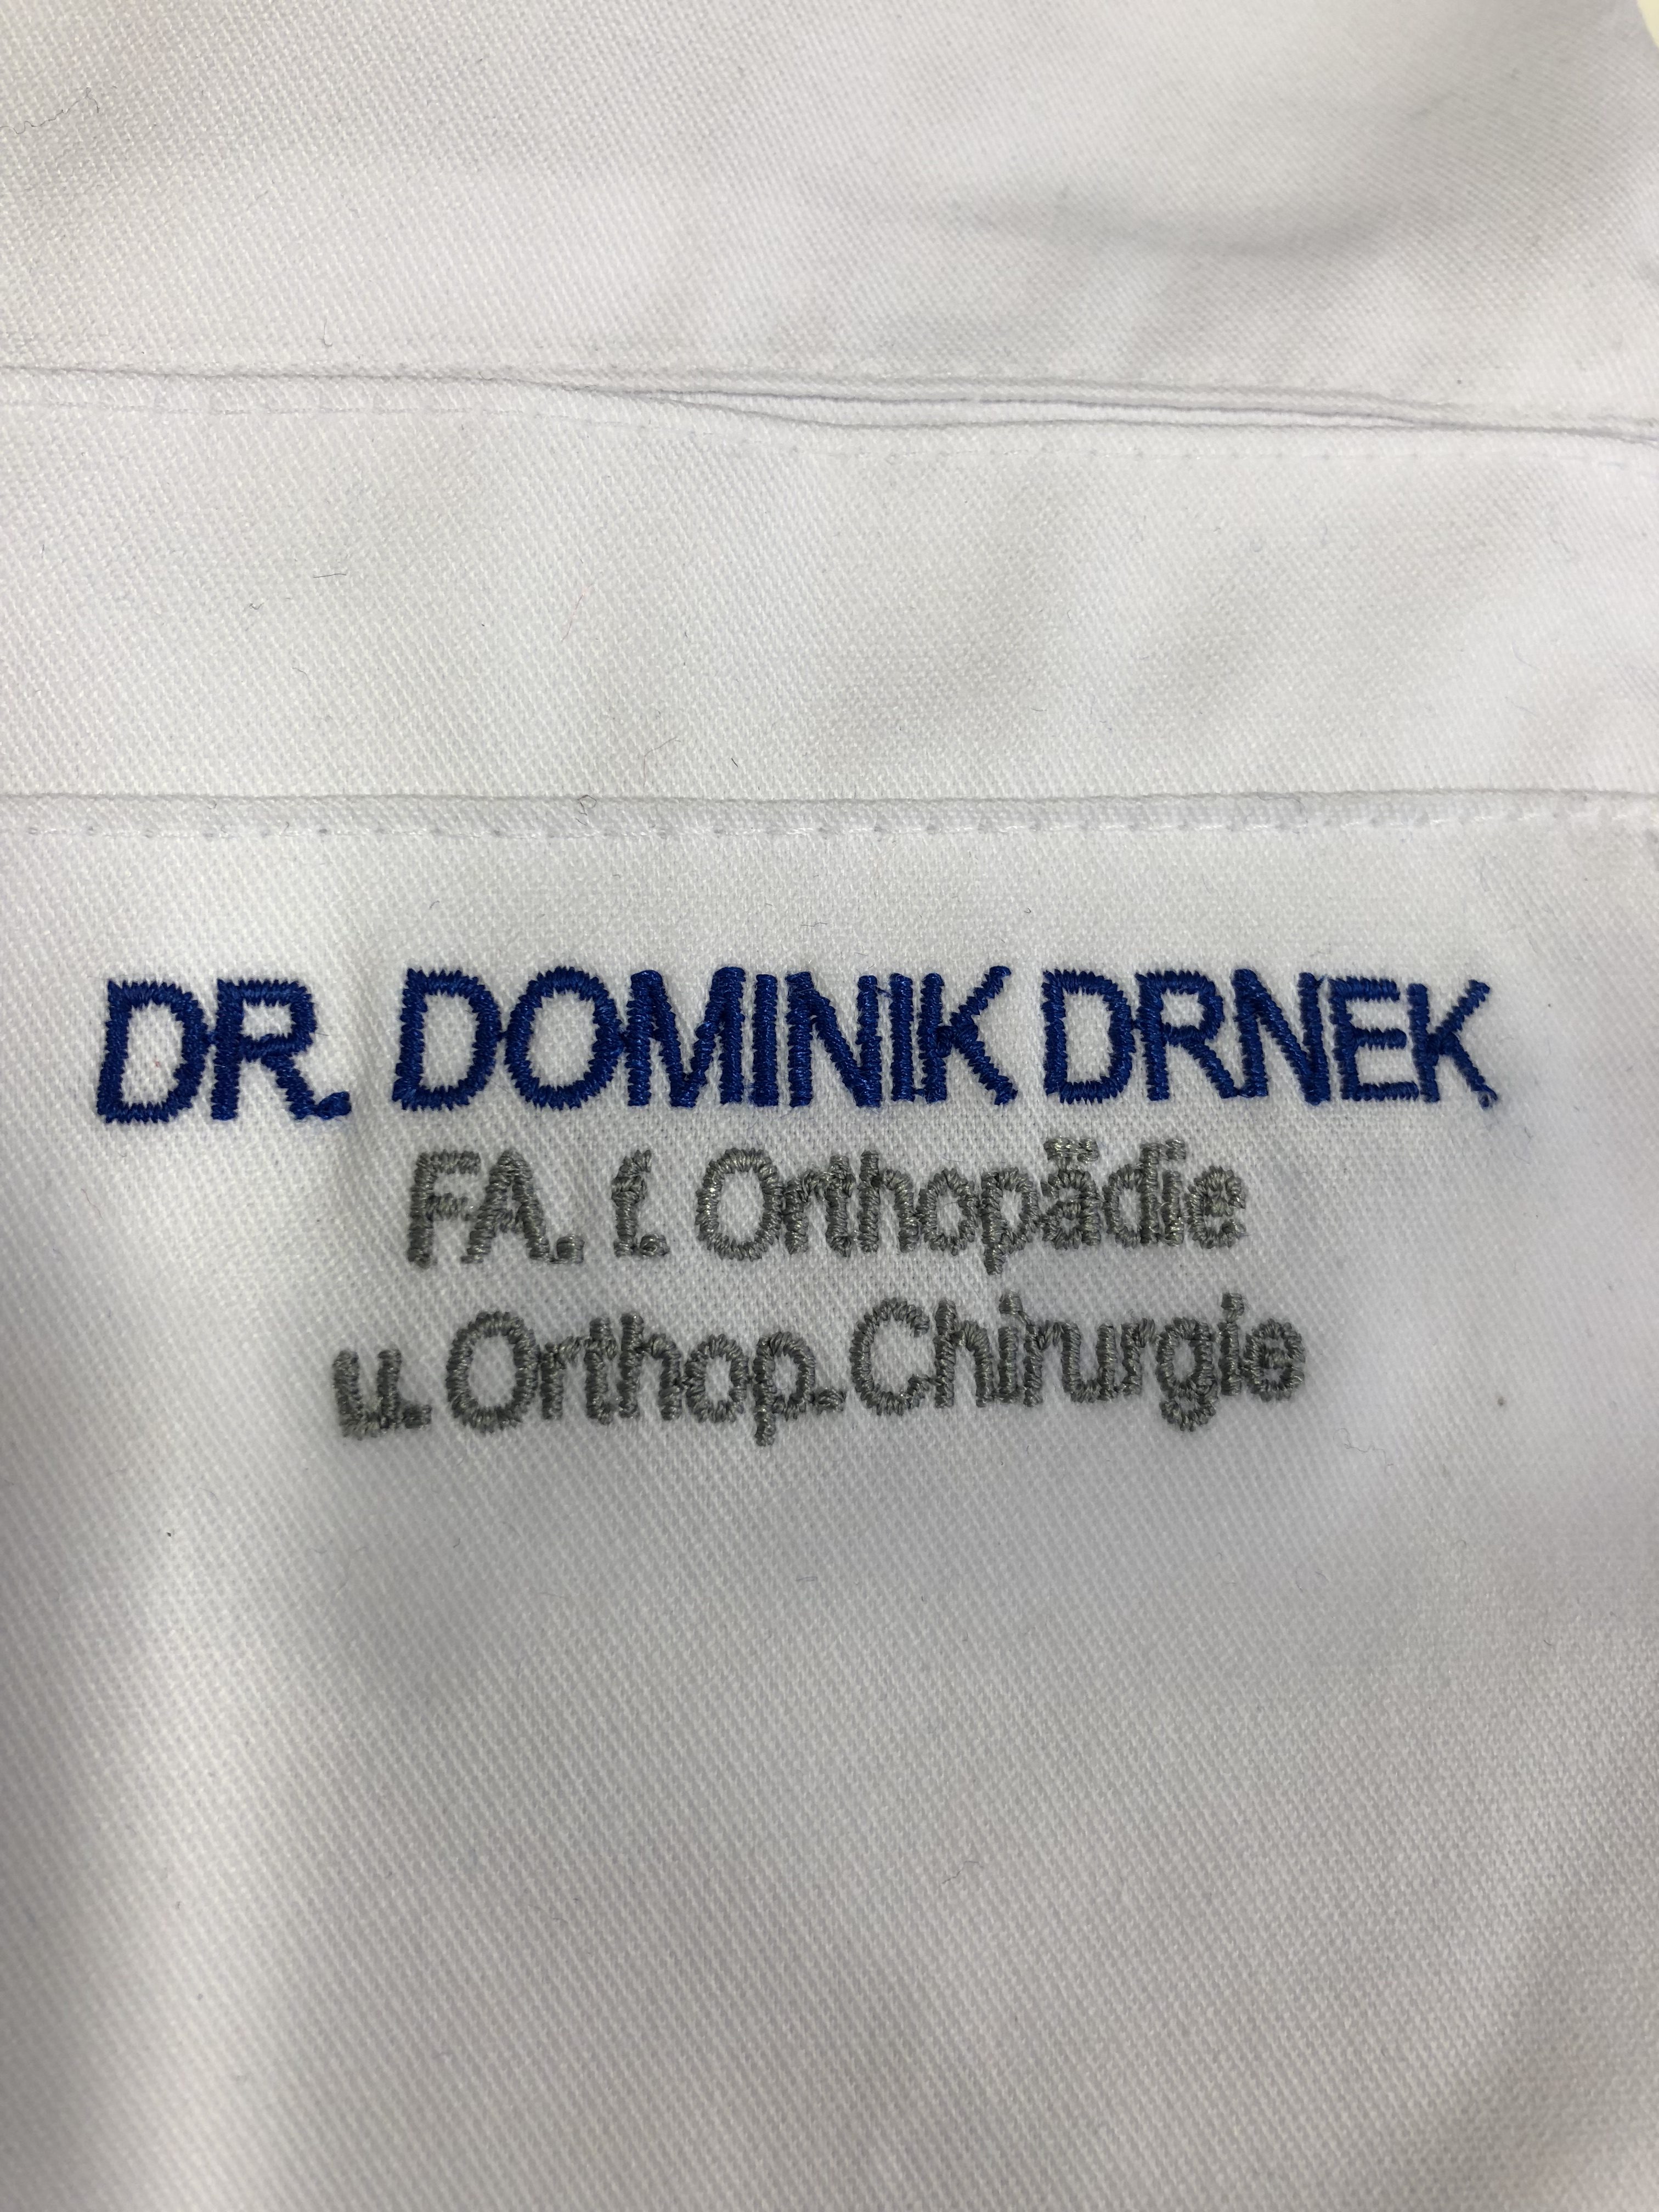 DR. DOMINIK DRNEK
FA. f. Orthopädie
u. Orthop. Chirurgie